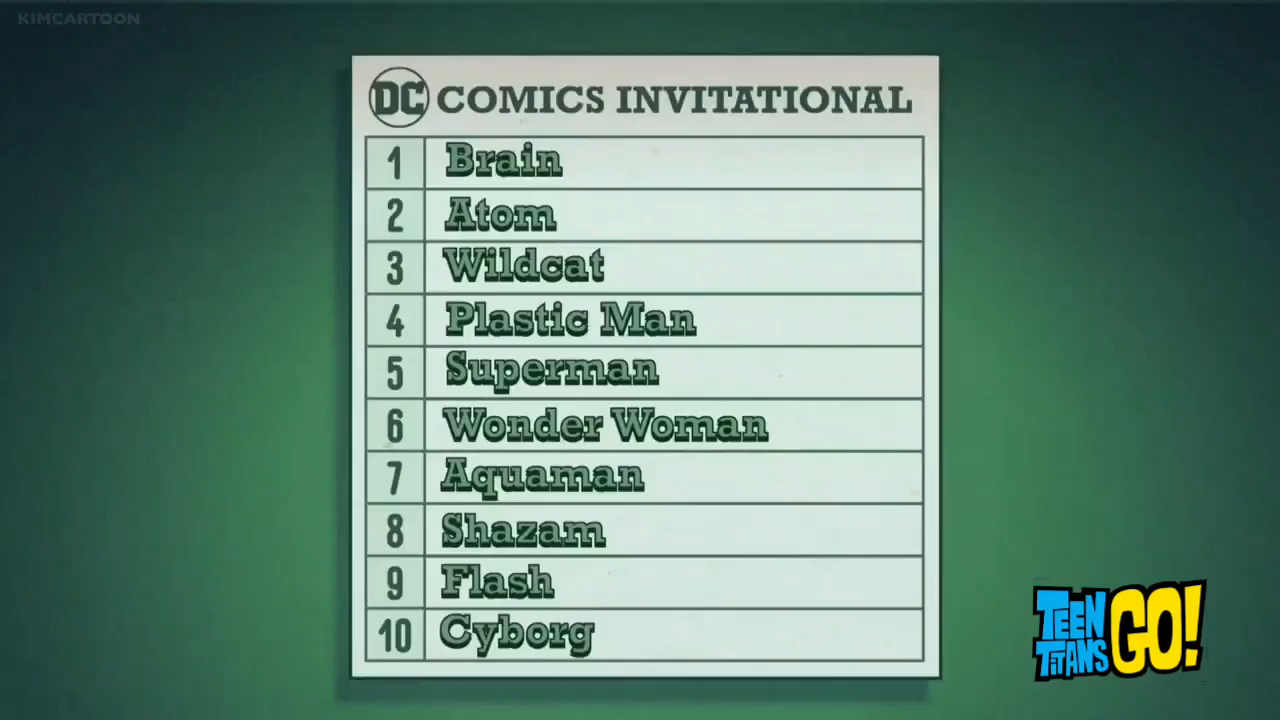 KIMCARTOON
DC COMICS INVITATIONAL
1 Brain
2 Atom
3 Wildcat
4 Plastic Man
5 Superman
6 Wonder Woman
7 Aquaman
8 Shazam
9 Flash
10 Cyborg
TEEN TITANS GO!